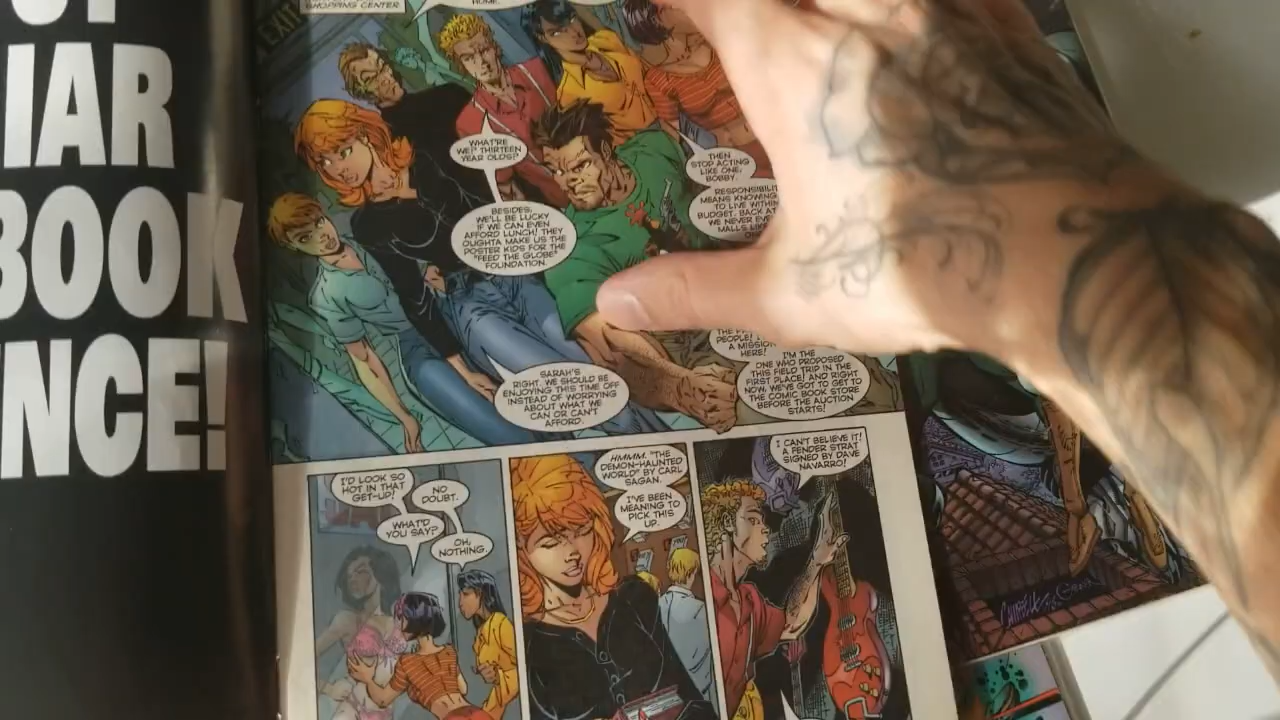 IAR
BOOK
NCE!
EXIT
SHOPPING CENTER
HOME.
WHAT'RE
WE? THIRTEEN
YEAR OLDS?
THEN
STOP ACTING
LIKE ONE,
BOBBY.
RESPONSIBILIT
MEANS KNOWING
TO LIVE WITHIN
BUDGET. BACK AT
WE NEVER EV
MALLS LIK
BESIDES,
WE'LL BE LUCKY
IF WE CAN EVEN
AFFORD LUNCH! THEY
OUGHTA MAKE US THE
POSTER KIDS FOR THE
"FEED THE GLOBE"
FOUNDATION.
PEOPLE!
A MISSION
HERE!
I'M THE
ONE WHO PROPOSED
THIS FIELD TRIP IN THE
FIRST PLACE! AND RIGHT
NOW, WE'VE GOT TO GET TO
THE COMIC BOOK STORE
BEFORE THE AUCTION
STARTS!
SARAH'S
RIGHT. WE SHOULD BE
ENJOYING THIS TIME OFF
INSTEAD OF WORRYING
ABOUT WHAT WE
CAN OR CAN'T
AFFORD.
I'D LOOK SO
HOT IN THAT
GET-UP!
NO
DOUBT.
WHAT'D
YOU SAY?
OH,
NOTHING.
HMMM. "THE
DEMON-HAUNTED
WORLD" BY CARL
SAGAN.
I'VE BEEN
MEANING TO
PICK THIS
UP.
I CAN'T BELIEVE IT!
A FENDER STRAT
SIGNED BY DAVE
NAVARRO!